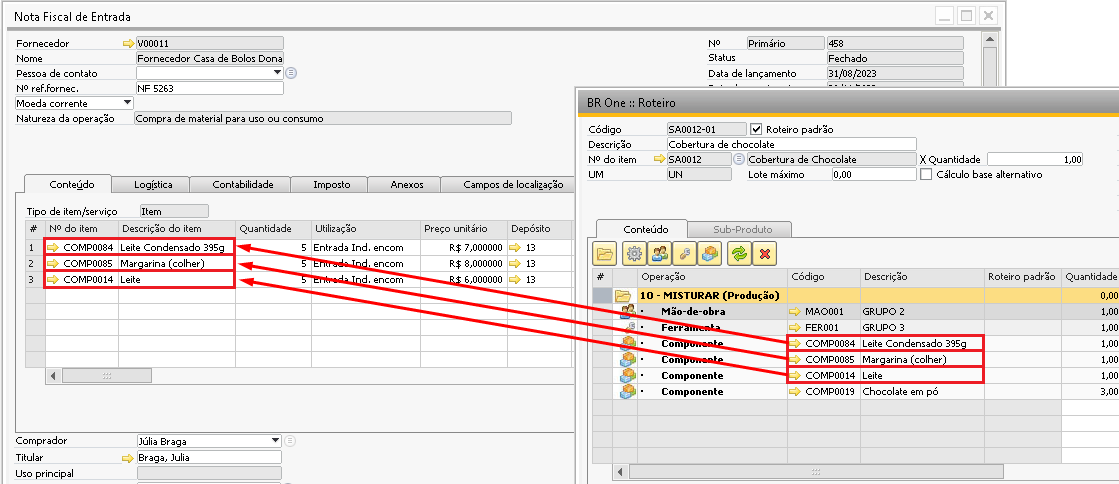 Nota Fiscal de Entrada
Fornecedor V00011
Nome Fornecedor Casa de Bolos Dona
Pessoa de contato
Nº ref.fornec. NF 5263
Moeda corrente
Natureza da operação Compra de material para uso ou consumo
Nº Primário 458
Status Fechado
Data de lançamento 31/08/2023
Conteúdo Logística Contabilidade Imposto Anexos Campos de localização
Tipo de item/serviço Item
# Nº do item Descrição do item Quantidade Utilização Preço unitário Depósito
1 COMP0084 Leite Condensado 395g 5 Entrada Ind. encom R$ 7,000000 13
2 COMP0085 Margarina (colher) 5 Entrada Ind. encom R$ 8,000000 13
3 COMP0014 Leite 5 Entrada Ind. encom R$ 6,000000 13
Comprador Júlia Braga
Titular Braga, Julia
Uso principal
BR One :: Roteiro
Código SA0012-01 Roteiro padrão
Descrição Cobertura de chocolate
Nº do item SA0012 Cobertura de Chocolate X Quantidade 1,00
UM UN Lote máximo 0,00 Cálculo base alternativo
Conteúdo Sub-Produto
# Operação Código Descrição Roteiro padrão Quantidade
10 - MISTURAR (Produção) 0,00
· Mão-de-obra MAO001 GRUPO 2 1,00
· Ferramenta FER001 GRUPO 3 1,00
· Componente COMP0084 Leite Condensado 395g 1,00
· Componente COMP0085 Margarina (colher) 1,00
· Componente COMP0014 Leite 1,00
· Componente COMP0019 Chocolate em pó 3,00